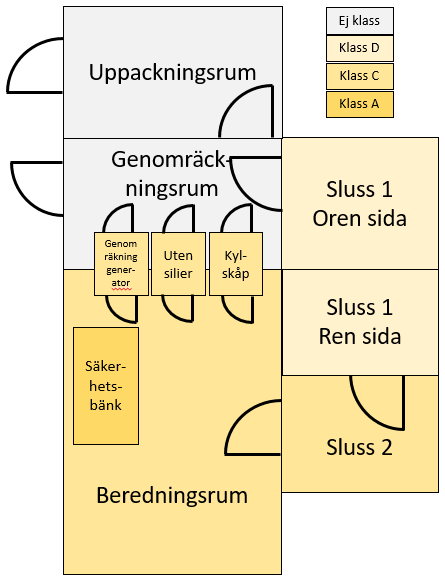 Ej klass
Klass D
Klass C
Klass A
Uppackningsrum
Genomräck-
ningsrum
Sluss 1
Oren sida
Genom
räkning
gener-
ator
Uten
silier
Kyl-
skåp
Sluss 1
Ren sida
Säker-
hets-
bänk
Sluss 2
Beredningsrum